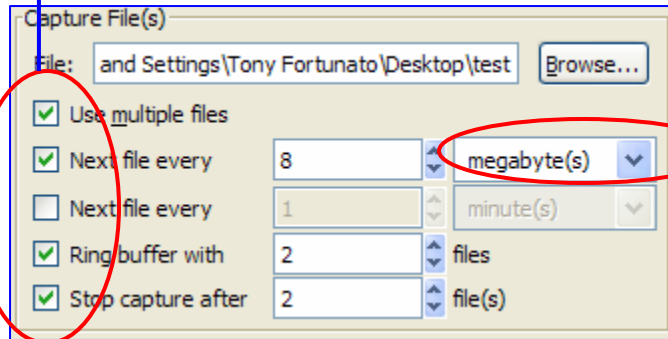 Capture File(s)
File: and Settings\Tony Fortunato\Desktop\test Browse...
Use multiple files
Next file every 8 megabyte(s)
Next file every 1 minute(s)
Ring buffer with 2 files
Stop capture after 2 file(s)